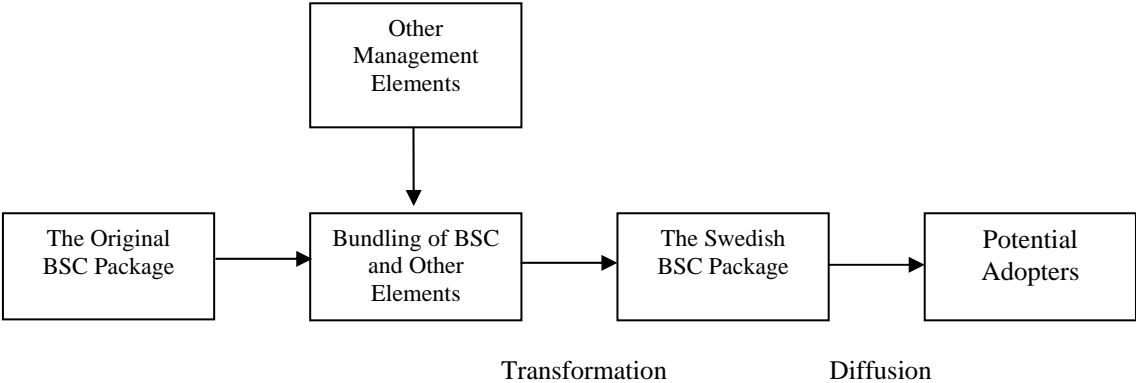 Other
Management
Elements
The Original
BSC Package
Bundling of BSC
and Other
Elements
The Swedish
BSC Package
Potential
Adopters
Transformation
Diffusion